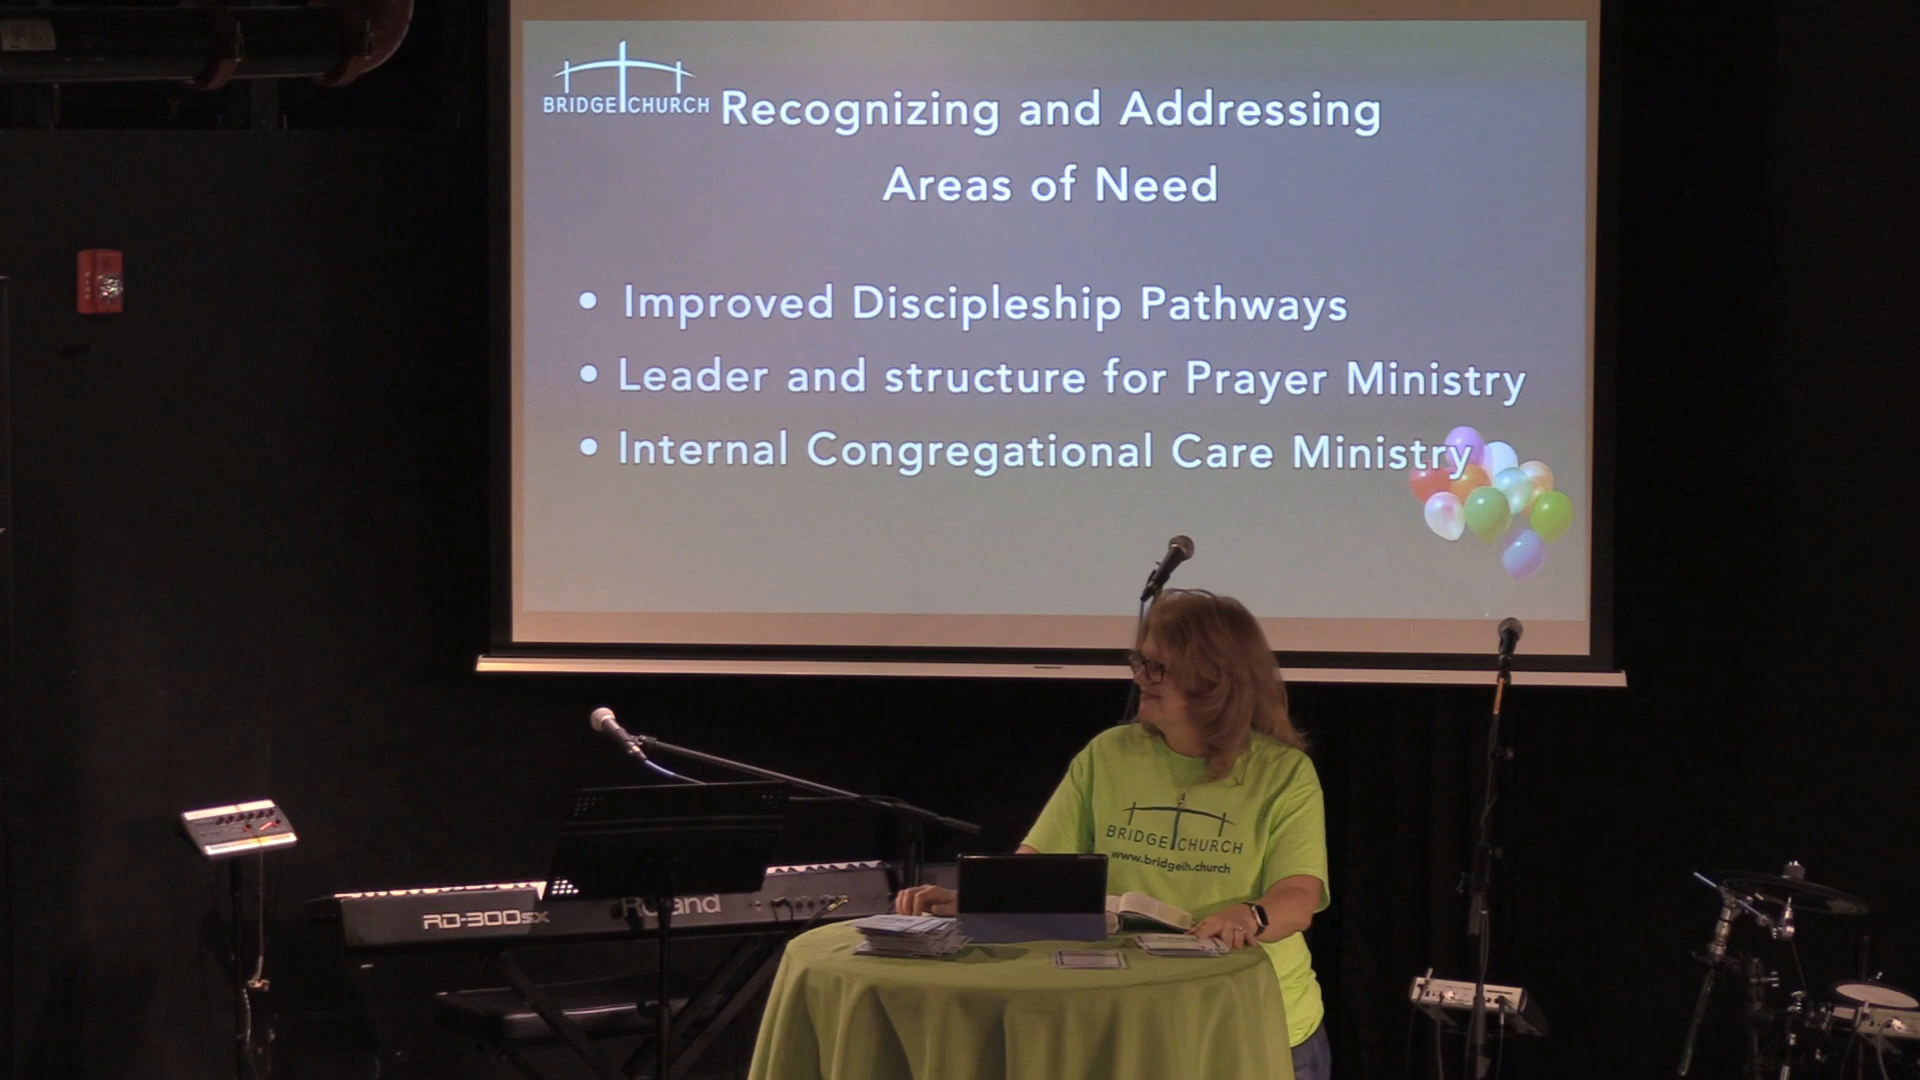 BRIDGE CHURCH
Recognizing and Addressing
Areas of Need
• Improved Discipleship Pathways
• Leader and structure for Prayer Ministry
• Internal Congregational Care Ministry
BRIDGE CHURCH
www.bridgeih.church
RD-300SX
Roland